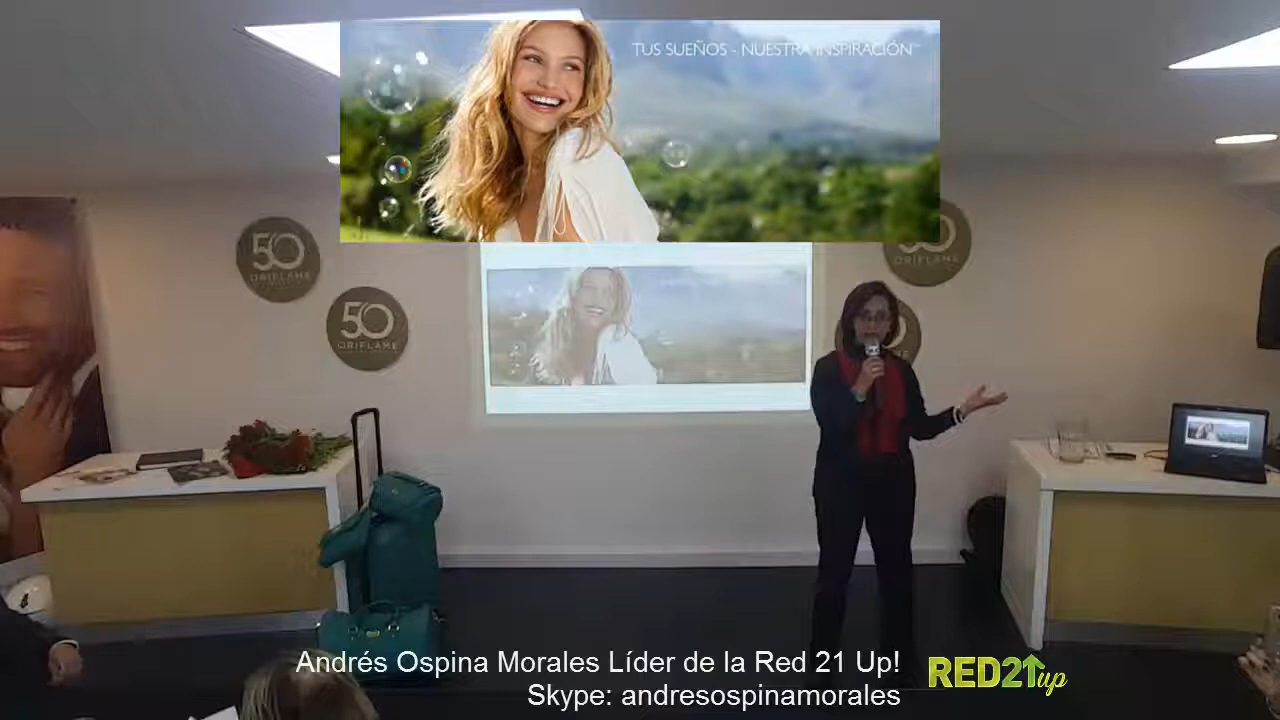 TUS SUEÑOS - NUESTRA INSPIRACIÓN
50
ORIFLAME
50
ORIFLAME
ORIFLAME
Andrés Ospina Morales Líder de la Red 21 Up!
Skype: andresospinamorales
RED21up